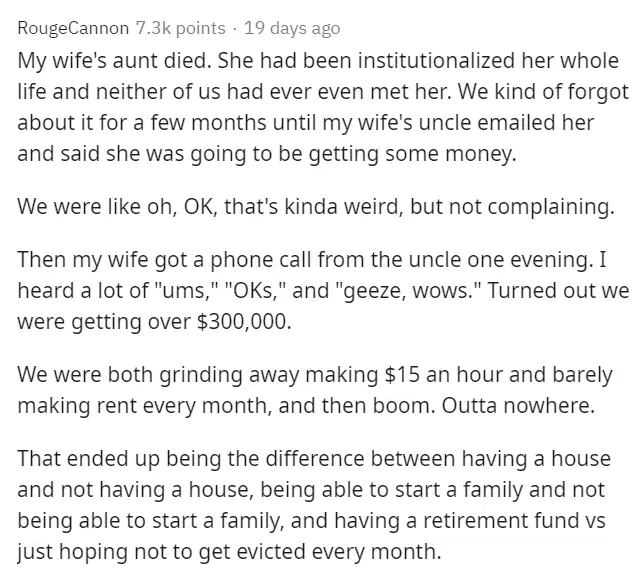 RougeCannon 7.3k points · 19 days ago
My wife's aunt died. She had been institutionalized her whole
life and neither of us had ever even met her. We kind of forgot
about it for a few months until my wife's uncle emailed her
and said she was going to be getting some money.
We were like oh, OK, that's kinda weird, but not complaining.
Then my wife got a phone call from the uncle one evening. I
heard a lot of "ums," "OKs," and "geeze, wows." Turned out we
were getting over $300,000.
We were both grinding away making $15 an hour and barely
making rent every month, and then boom. Outta nowhere.
That ended up being the difference between having a house
and not having a house, being able to start a family and not
being able to start a family, and having a retirement fund vs
just hoping not to get evicted every month.